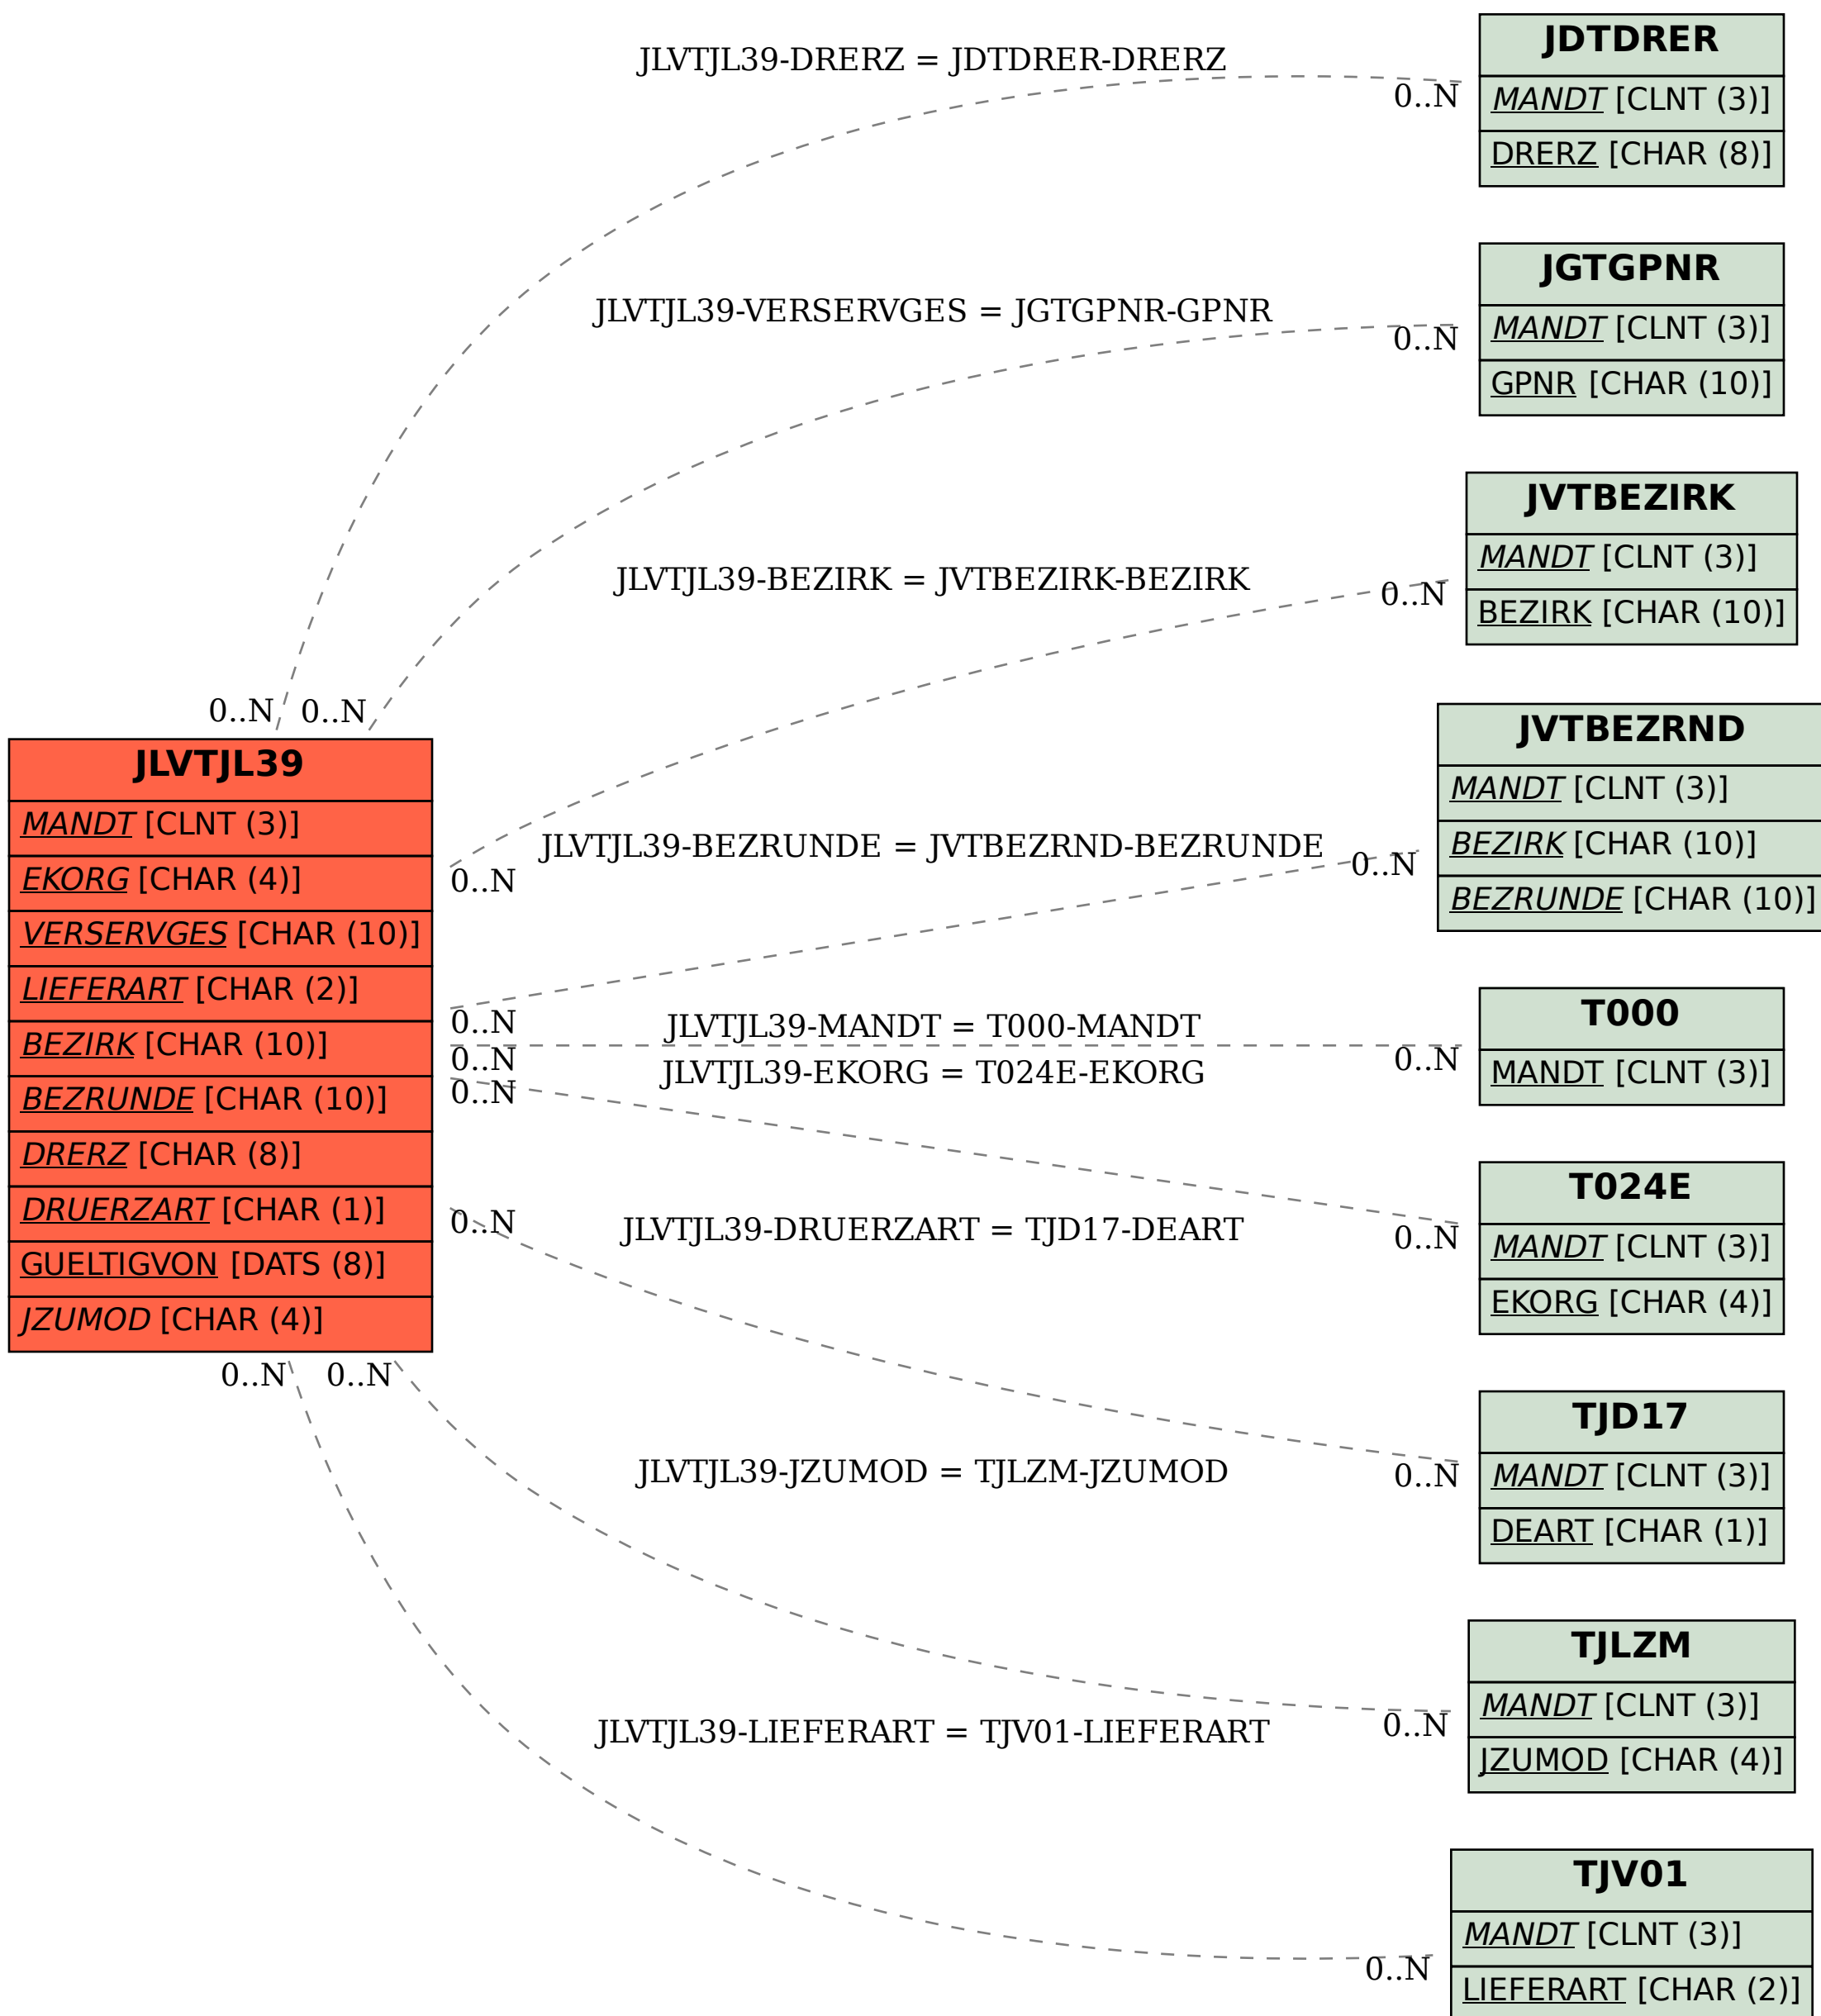 JLVTJL39-DRERZ = JDTDRER-DRERZ
0..N
JDTDRER
MANDT [CLNT (3)]
DRERZ [CHAR (8)]
JLVTJL39-VERSERVGES = JGTGPNR-GPNR
0..N
JGTGPNR
MANDT [CLNT (3)]
GPNR [CHAR (10)]
JLVTJL39-BEZIRK = JVTBEZIRK-BEZIRK
0..N
JVTBEZIRK
MANDT [CLNT (3)]
BEZIRK [CHAR (10)]
0..N
0..N
JLVTJL39
MANDT [CLNT (3)]
EKORG [CHAR (4)]
VERSERVGES [CHAR (10)]
LIEFERART [CHAR (2)]
BEZIRK [CHAR (10)]
BEZRUNDE [CHAR (10)]
DRERZ [CHAR (8)]
DRUERZART [CHAR (1)]
GUELTIGVON [DATS (8)]
JZUMOD [CHAR (4)]
0..N
JLVTJL39-BEZRUNDE = JVTBEZRND-BEZRUNDE
0..N
JVTBEZRND
MANDT [CLNT (3)]
BEZIRK [CHAR (10)]
BEZRUNDE [CHAR (10)]
0..N
JLVTJL39-MANDT = T000-MANDT
0..N
0..N
T000
MANDT [CLNT (3)]
JLVTJL39-EKORG = T024E-EKORG
0..N
0..N
T024E
MANDT [CLNT (3)]
EKORG [CHAR (4)]
0..N
JLVTJL39-DRUERZART = TJD17-DEART
0..N
TJD17
MANDT [CLNT (3)]
DEART [CHAR (1)]
0..N
0..N
JLVTJL39-JZUMOD = TJLZM-JZUMOD
0..N
TJLZM
MANDT [CLNT (3)]
JZUMOD [CHAR (4)]
JLVTJL39-LIEFERART = TJV01-LIEFERART
0..N
TJV01
MANDT [CLNT (3)]
LIEFERART [CHAR (2)]